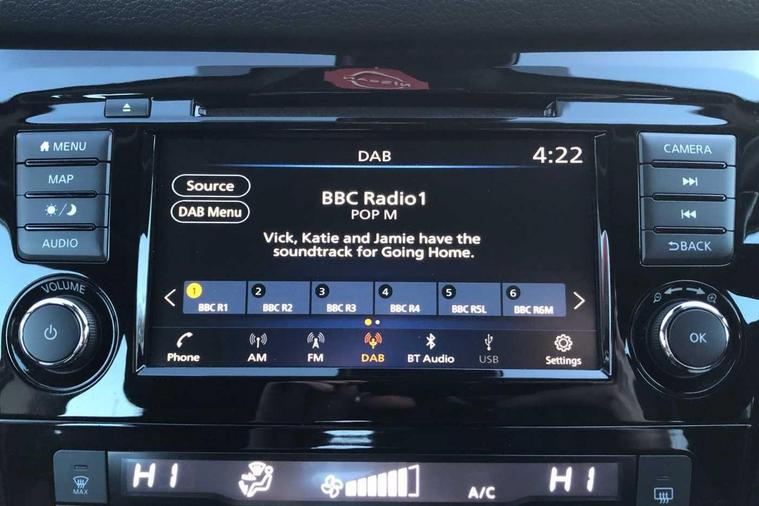 DAB
4:22
MENU
MAP
AUDIO
CAMERA
BACK
Source
DAB Menu
BBC Radio1
POP M
Vick, Katie and Jamie have the
soundtrack for Going Home.
1 2 3 4 5 6
BBC R1 BBC R2 BBC R3 BBC R4 BBC R5L BBC R6M
VOLUME
OK
Phone AM FM DAB BT Audio USB Settings
MAX
HI
A/C
HI